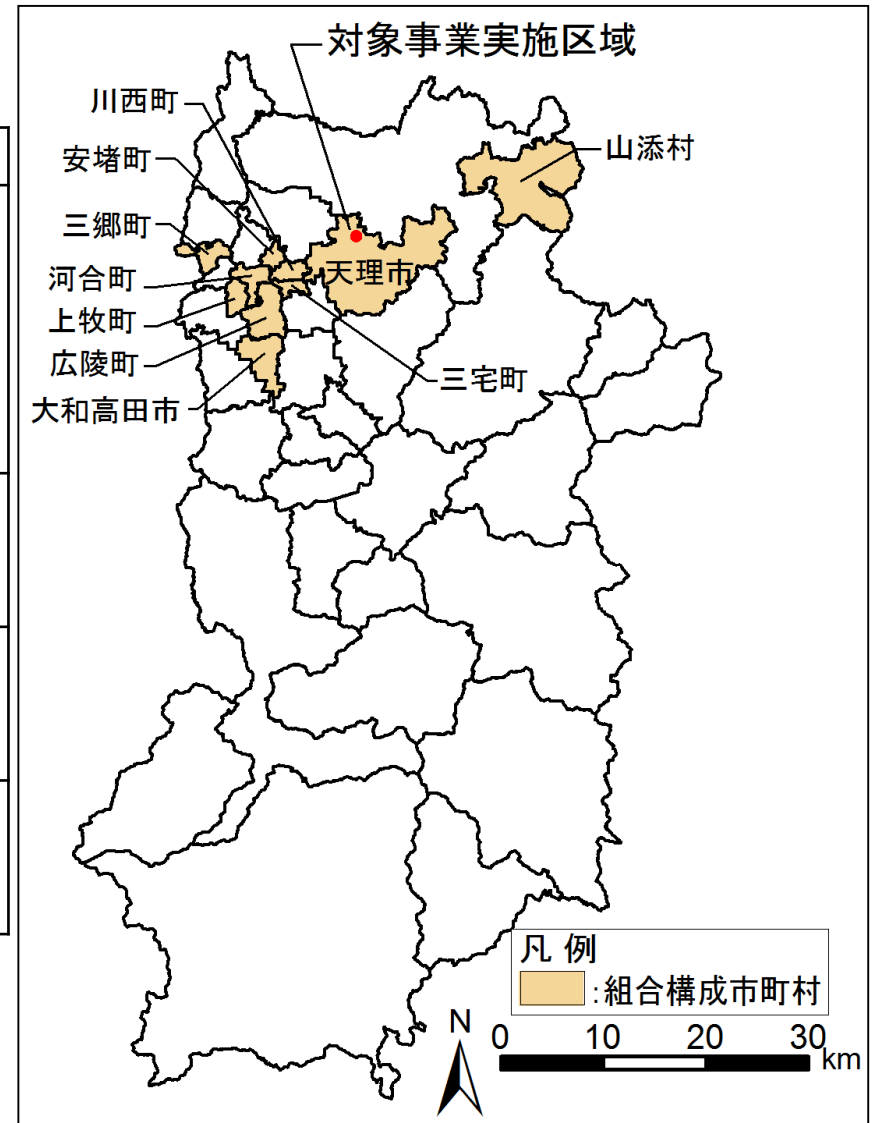 対象事業実施区域
川西町
安堵町
山添村
三郷町
河合町
天理市
上牧町
広陵町
三宅町
大和高田市
凡 例
:組合構成市町村
N
0 10 20 30
km